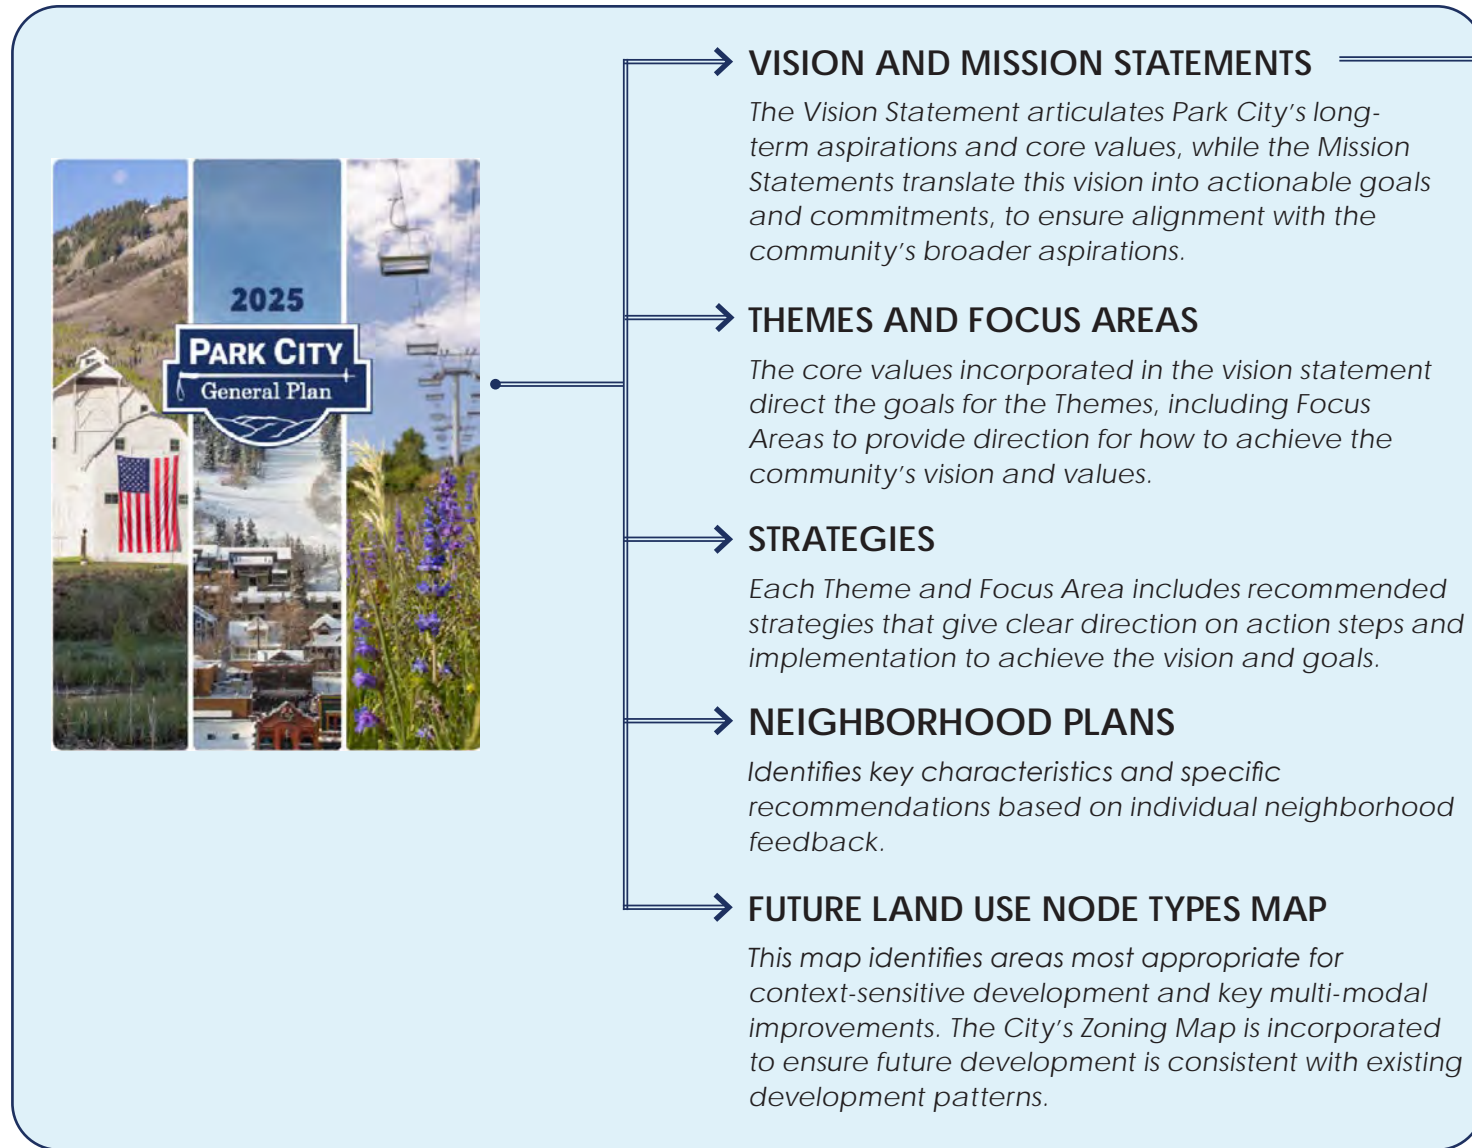 2025
PARK CITY
General Plan
VISION AND MISSION STATEMENTS
The Vision Statement articulates Park City's long-
term aspirations and core values, while the Mission
Statements translate this vision into actionable goals
and commitments, to ensure alignment with the
community's broader aspirations.
THEMES AND FOCUS AREAS
The core values incorporated in the vision statement
direct the goals for the Themes, including Focus
Areas to provide direction for how to achieve the
community's vision and values.
STRATEGIES
Each Theme and Focus Area includes recommended
strategies that give clear direction on action steps and
implementation to achieve the vision and goals.
NEIGHBORHOOD PLANS
Identifies key characteristics and specific
recommendations based on individual neighborhood
feedback.
FUTURE LAND USE NODE TYPES MAP
This map identifies areas most appropriate for
context-sensitive development and key multi-modal
improvements. The City's Zoning Map is incorporated
to ensure future development is consistent with existing
development patterns.